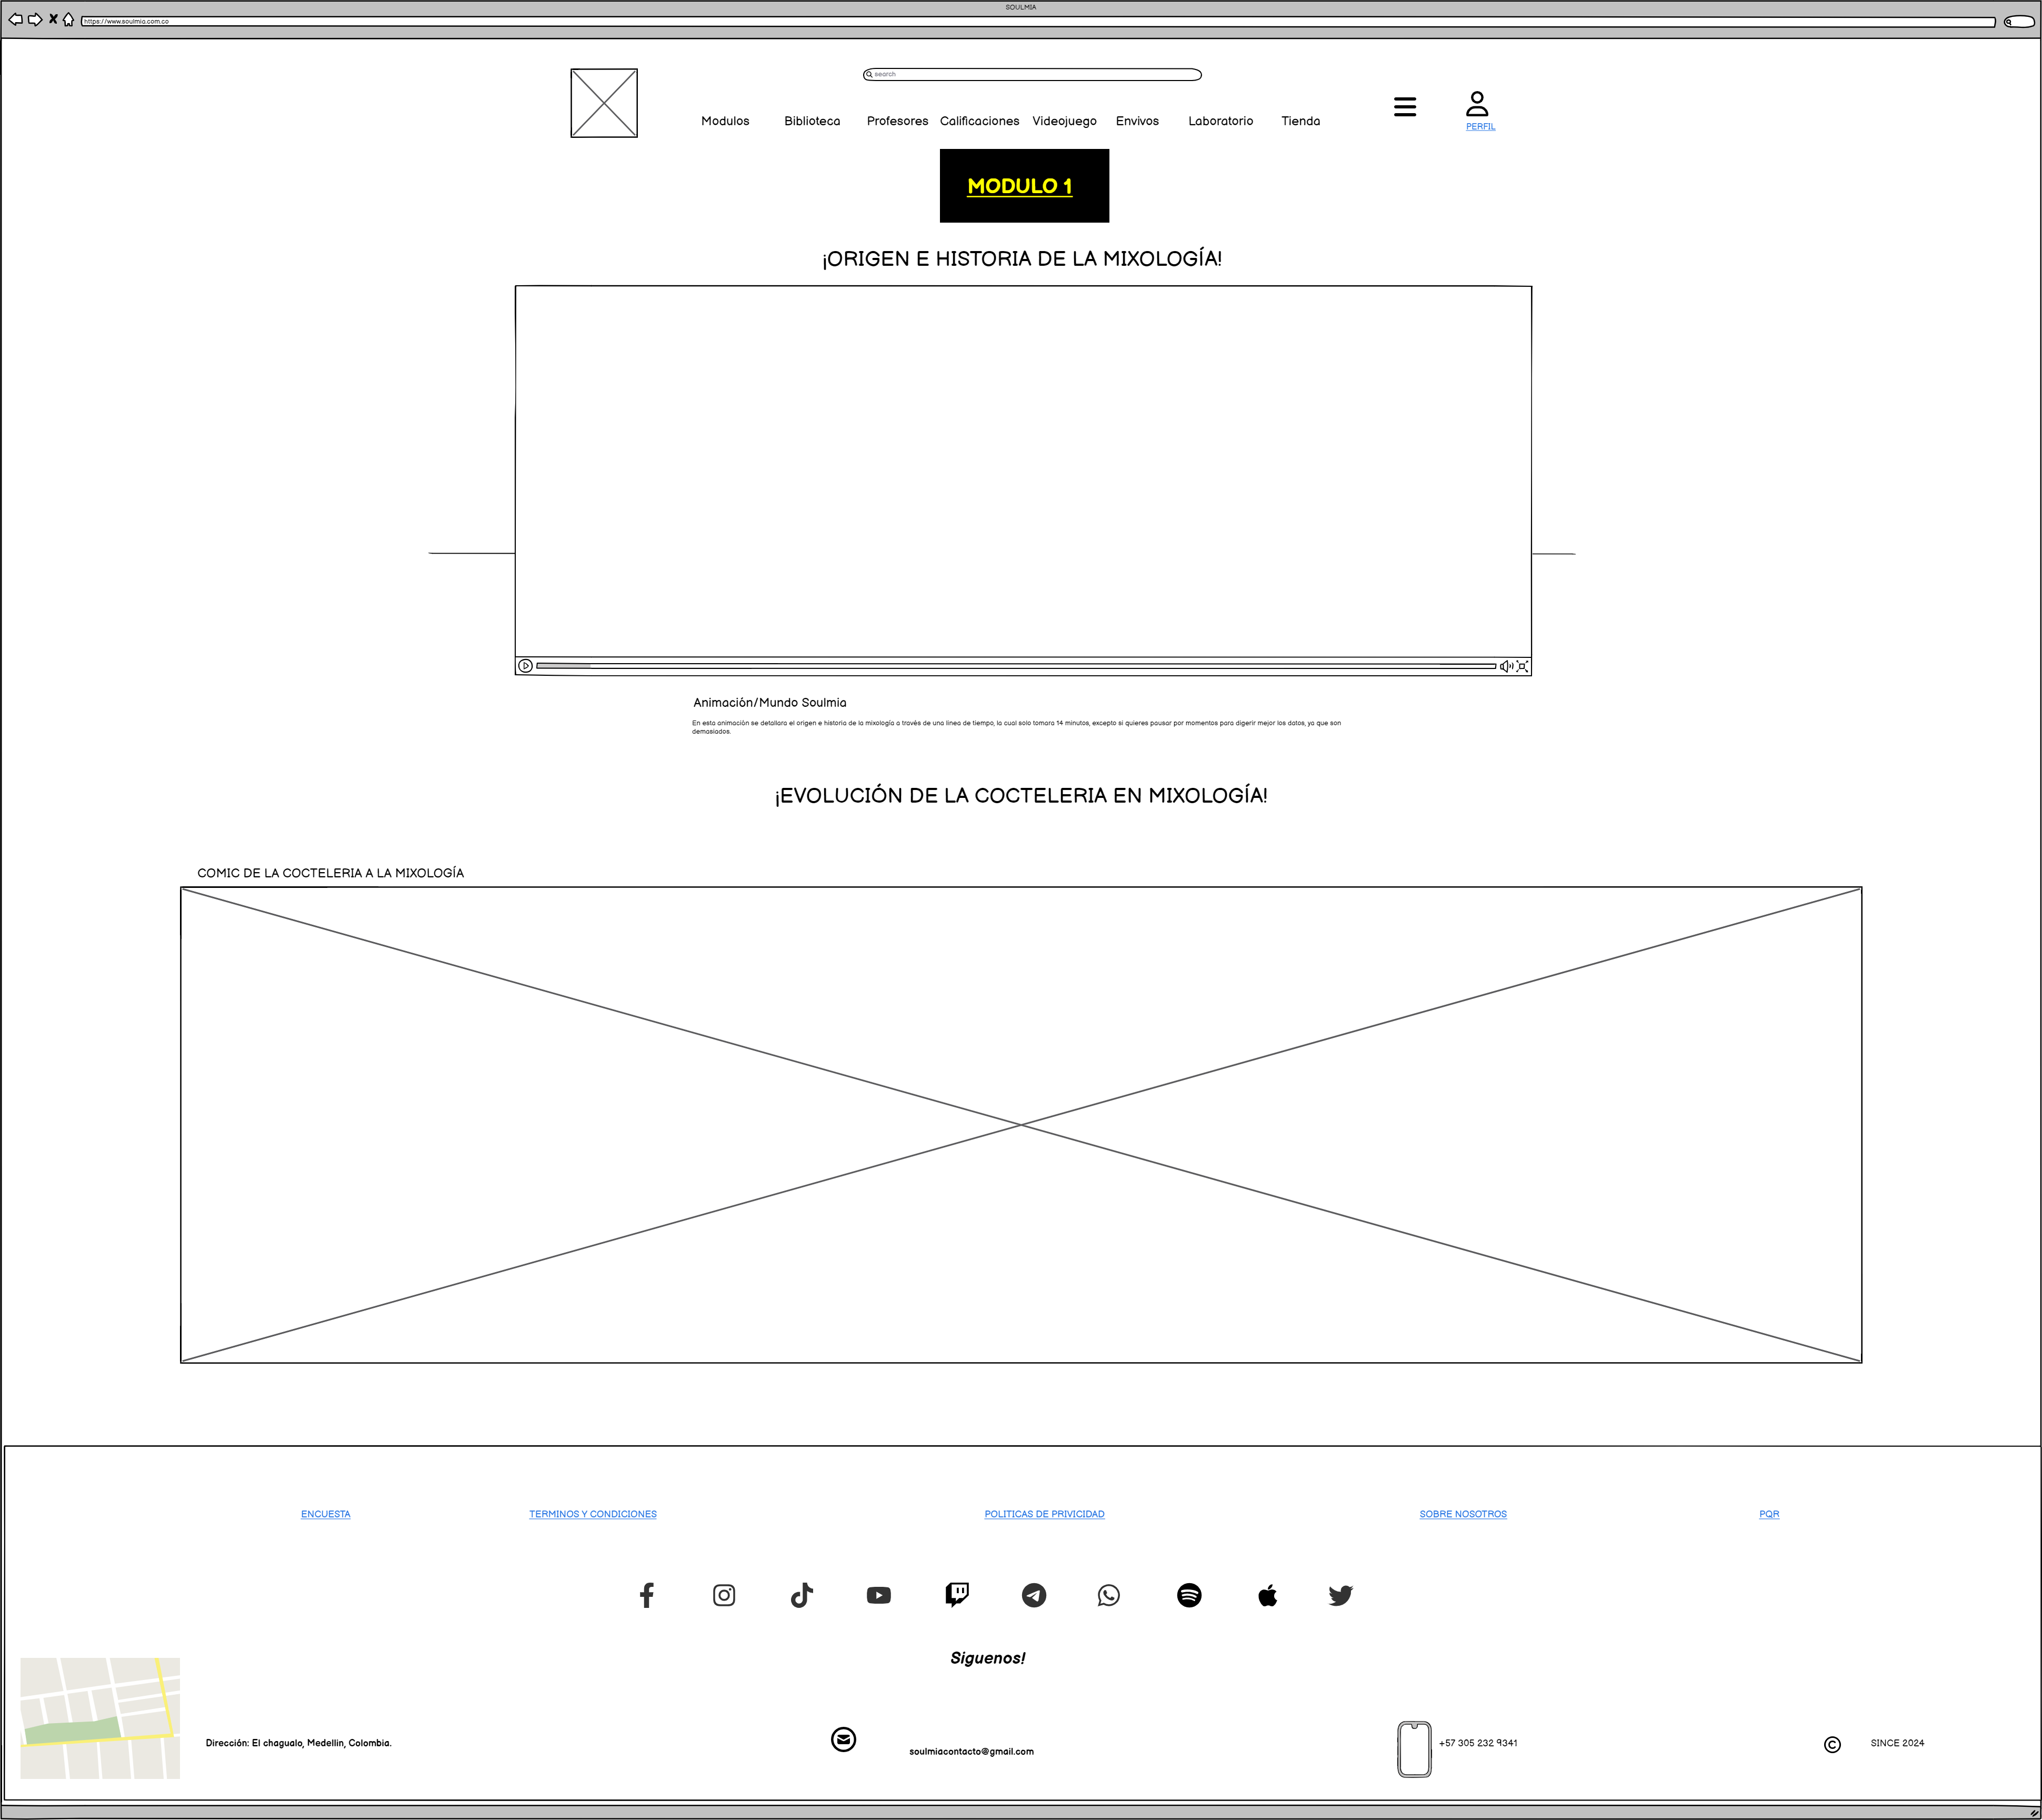 SOULMIA
https://www.soulmia.com.co
search
Modulos Biblioteca Profesores Calificaciones Videojuego Envivos Laboratorio Tienda
PERFIL
MODULO 1
¡ORIGEN E HISTORIA DE LA MIXOLOGÍA!
Animación/Mundo Soulmia
En esta animación se detallara el origen e historia de la mixología a través de una linea de tiempo, la cual solo tomara 14 minutos, excepto si quieres pausar por momentos para digerir mejor los datos, ya que son
demasiados.
¡EVOLUCIÓN DE LA COCTELERIA EN MIXOLOGÍA!
COMIC DE LA COCTELERIA A LA MIXOLOGÍA
ENCUESTA TERMINOS Y CONDICIONES POLITICAS DE PRIVICIDAD SOBRE NOSOTROS PQR
Siguenos!
Dirección: El chagualo, Medellin, Colombia.
soulmiacontacto@gmail.com
+57 305 232 9341
SINCE 2024